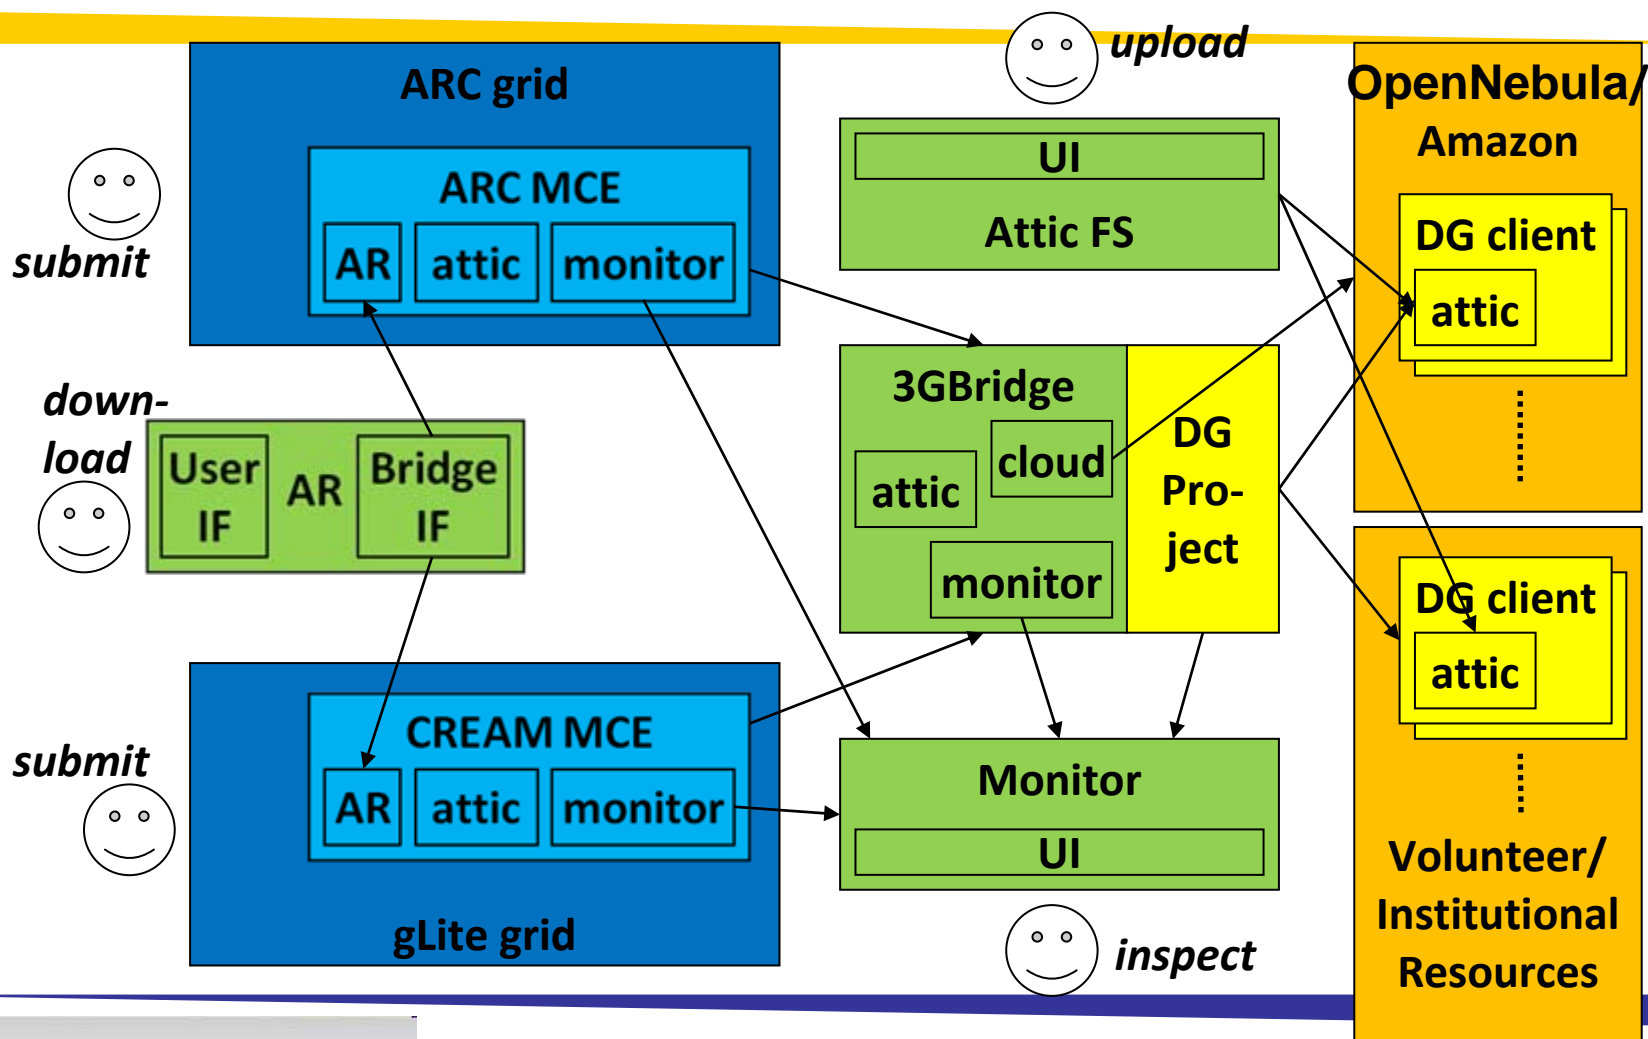 upload
ARC grid
ARC MCE
AR
attic
monitor
submit
UI
Attic FS
OpenNebula/
Amazon
DG client
attic
down-
load
User
IF
AR
Bridge
IF
3GBridge
cloud
attic
monitor
DG
Pro-
ject
DG client
attic
submit
CREAM MCE
AR
attic
monitor
gLite grid
Monitor
UI
inspect
Volunteer/
Institutional
Resources